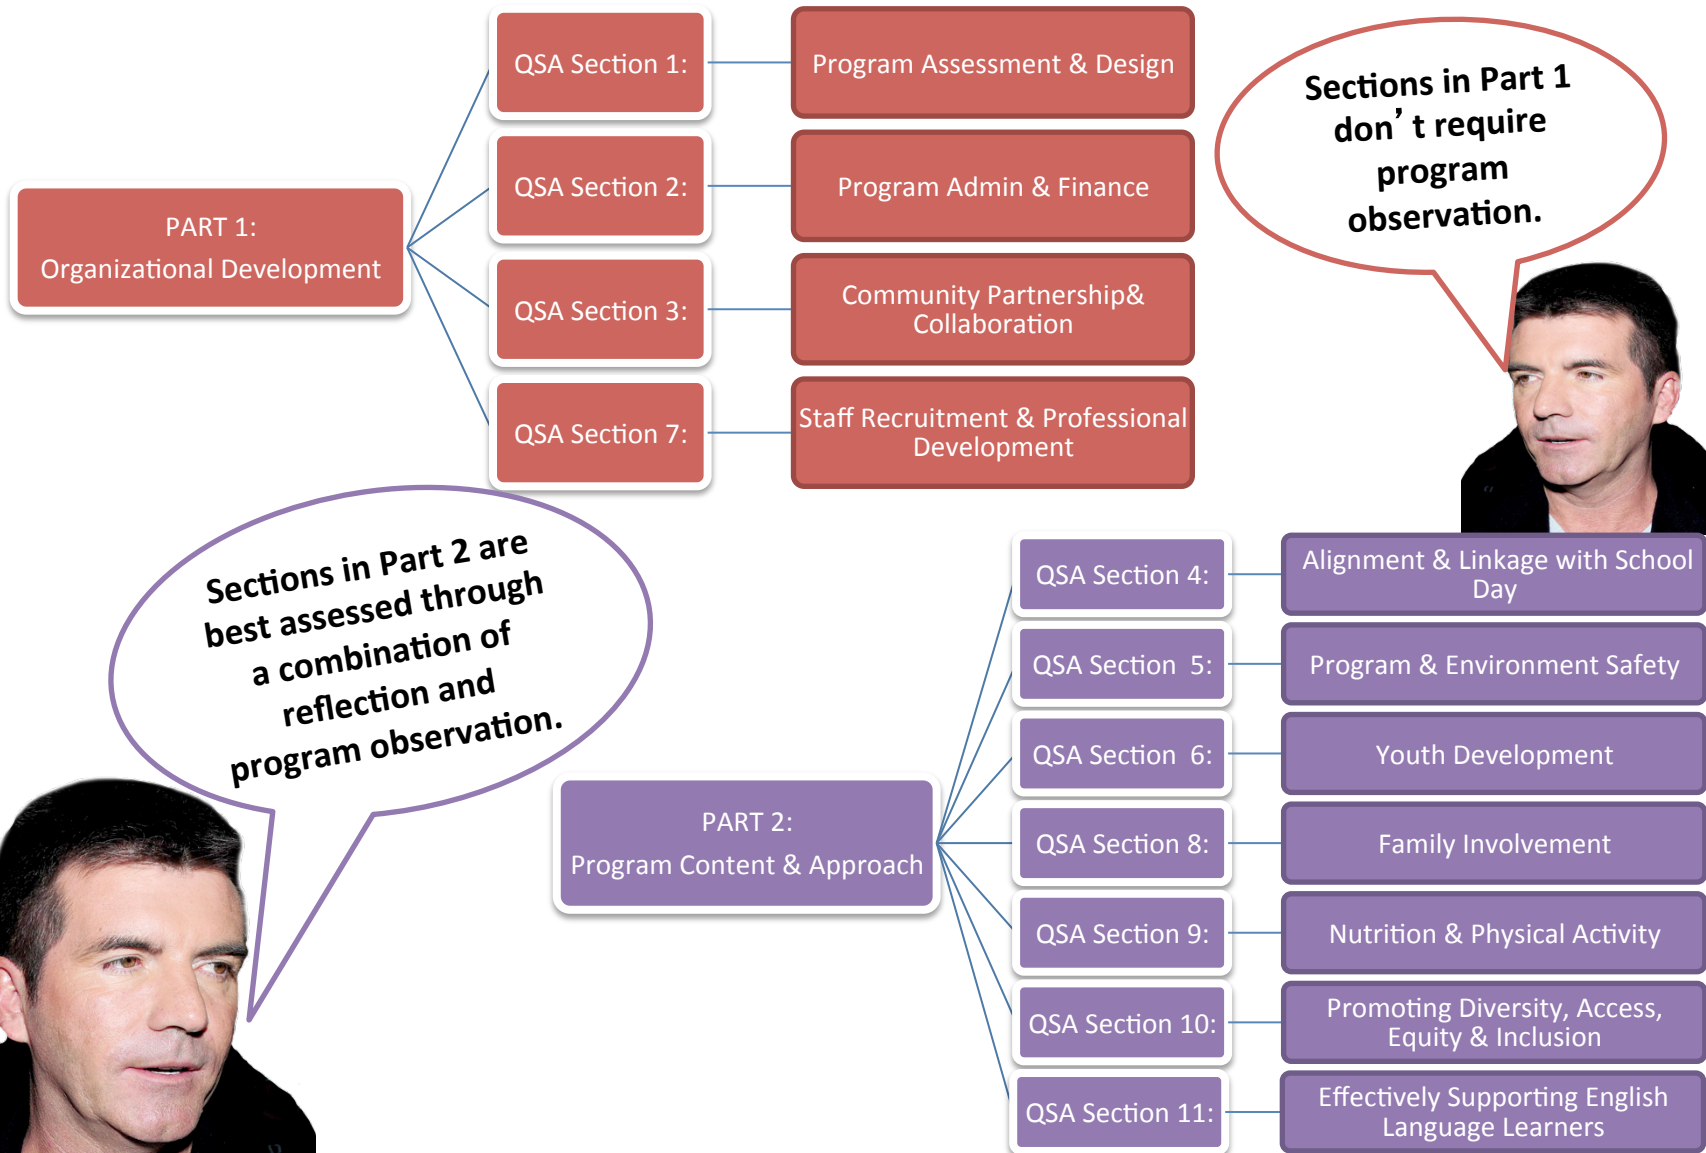 QSA Section 1:
Program Assessment & Design
QSA Section 2:
Program Admin & Finance
PART 1:
Organizational Development
QSA Section 3:
Community Partnership&
Collaboration
QSA Section 7:
Staff Recruitment & Professional
Development
Sections in Part 1
don’ t require
program
observation.
Sections in Part 2 are
best assessed through
a combination of
reflection and
program observation.
PART 2:
Program Content & Approach
QSA Section 4:
Alignment & Linkage with School
Day
QSA Section  5:
Program & Environment Safety
QSA Section  6:
Youth Development
QSA Section 8:
Family Involvement
QSA Section 9:
Nutrition & Physical Activity
QSA Section 10:
Promoting Diversity, Access,
Equity & Inclusion
QSA Section 11:
Effectively Supporting English
Language Learners